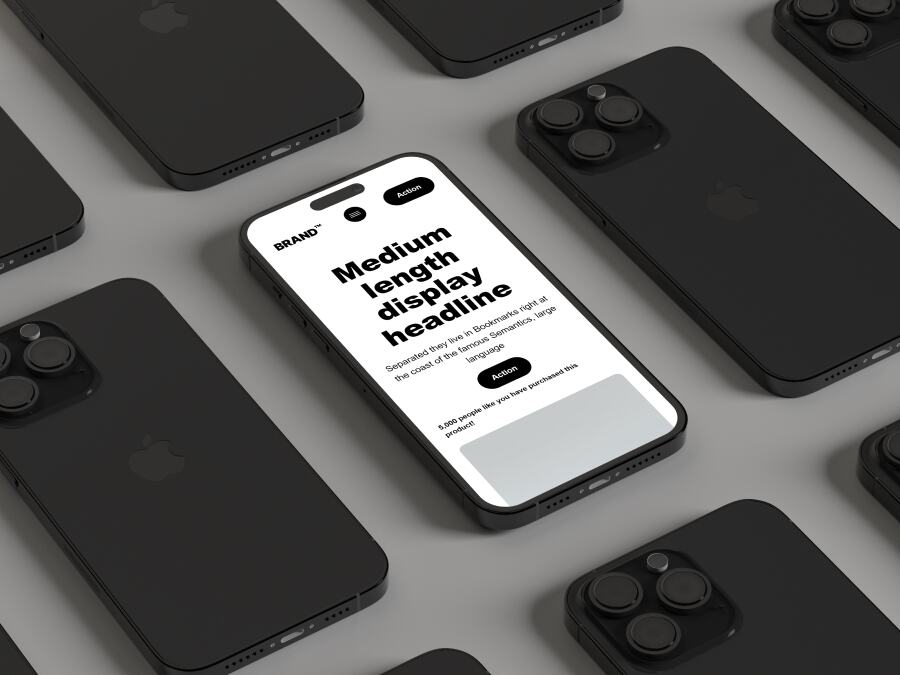 BRAND™
Action
Medium
length
display
headline
Separated they live in Bookmarks right at
the coast of the famous Semantics, large
language
Action
5,000 people like you have purchased this
product!